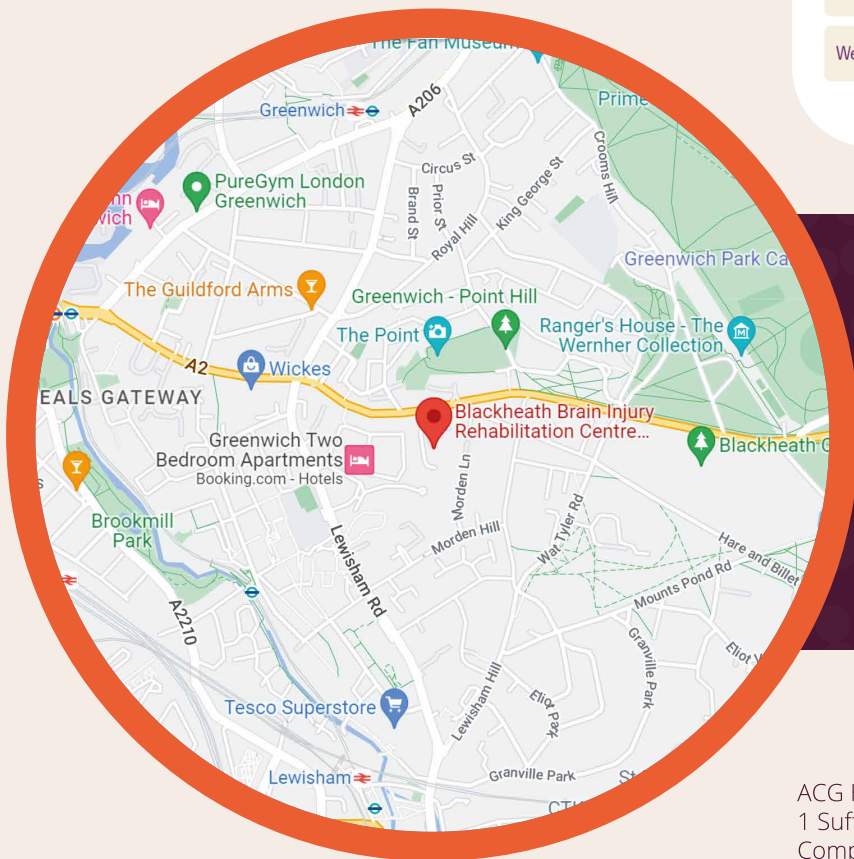 The Fan Museum
We
Prime
Greenwich
A206
Circus St
Crooms Hill
PureGym London
Greenwich
Brand St
Prior St
King George St
Royal Hill
Greenwich Park Ca
The Guildford Arms
Greenwich - Point Hill
The Point
Ranger's House - The
Wernher Collection
A2
Wickes
EALS GATEWAY
Blackheath Brain Injury
Rehabilitation Centre...
Greenwich Two
Bedroom Apartments
Booking.com - Hotels
Blackheath
Morden Ln
Wat Tyler Rd
Brookmill
Park
Morden Hill
Lewisham Rd
Hare and Billet
Mounts Pond Rd
A2210
Granville Park
Eliot
Tesco Superstore
Lewisham Hill
Eliot Park
Lewisham
Granville Park
ACG
1
Comp